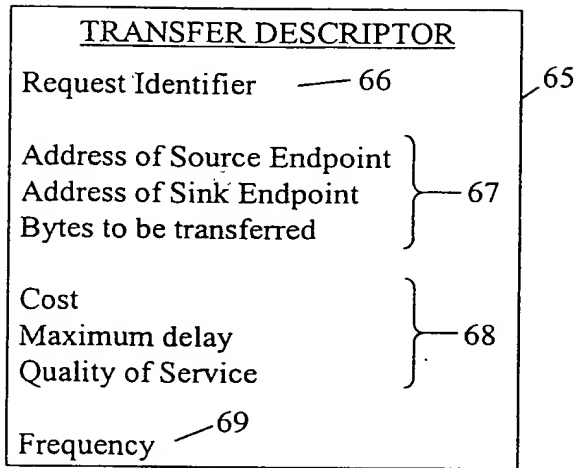 TRANSFER DESCRIPTOR
Request Identifier 66
65
Address of Source Endpoint
Address of Sink Endpoint
Bytes to be transferred
67
Cost
Maximum delay
Quality of Service
68
Frequency 69